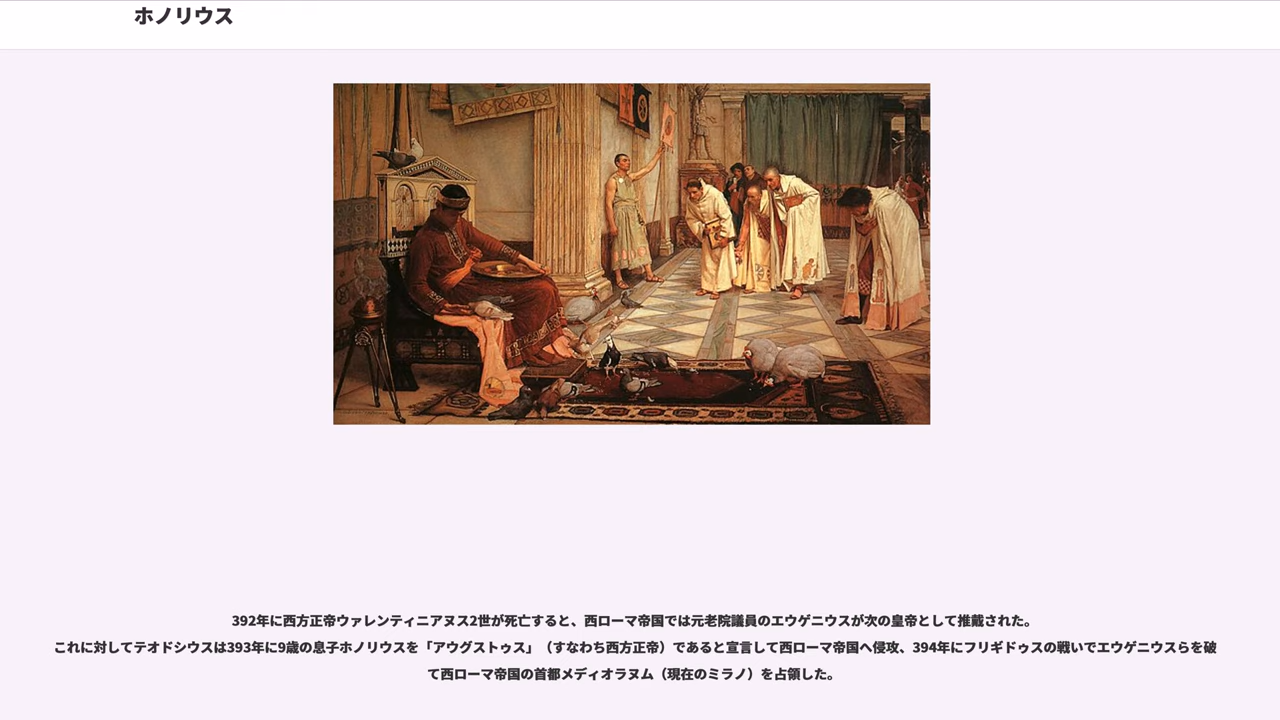 ホノリウス
392年に西方正帝ウァレンティニアヌス2世が死亡すると、西ローマ帝国では元老院議員のエウゲニウスが次の皇帝として推戴された。
これに対してテオドシウスは393年に9歳の息子ホノリウスを「アウグストゥス」（すなわち西方正帝）であると宣言して西ローマ帝国へ侵攻、394年にフリギドゥスの戦いでエウゲニウスらを破
て西ローマ帝国の首都メディオラヌム（現在のミラノ）を占領した。